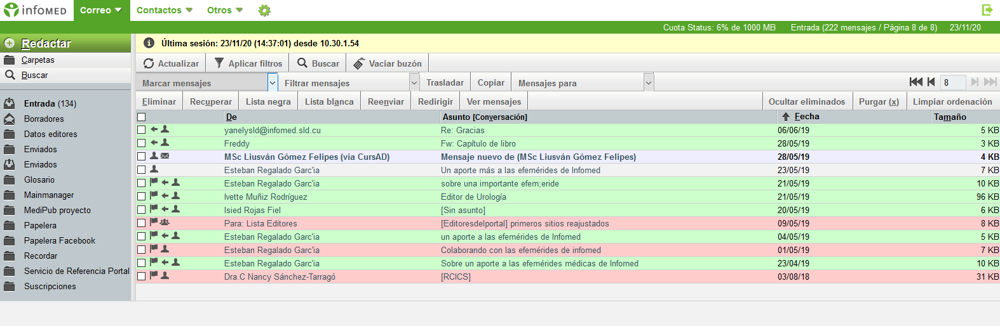 infOMED Correo Contactos Otros
Cuota Status: 6% de 1000 MB Entrada (222 mensajes / Página 8 de 8) 23/11/20
Redactar
Carpetas
Buscar
Entrada (134)
Borradores
Datos editores
Enviados
Enviados
Glosario
Mainmanager
MediPub proyecto
Papelera
Papelera Facebook
Recordar
Servicio de Referencia Portal
Suscripciones
Última sesión: 23/11/20 (14:37:01) desde 10.30.1.54
Actualizar Aplicar filtros Buscar Vaciar buzón
Marcar mensajes Filtrar mensajes Trasladar Copiar Mensajes para 8
Eliminar Recuperar Lista negra Lista blanca Reenviar Redirigir Ver mensajes Ocultar eliminados Purgar (x) Limpiar ordenación
De Asunto [Conversación] Fecha Tamaño
yanelysld@infomed.sld.cu Re: Gracias 06/06/19 5 KB
Freddy Fw: Capítulo de libro 28/05/19 3 KB
MSc Liusván Gómez Felipes (vía CursAD) Mensaje nuevo de (MSc Liusván Gómez Felipes) 28/05/19 4 KB
Esteban Regalado Garc'ia Un aporte más a las efemérides de Infomed 23/05/19 7 KB
Esteban Regalado Garc'ia sobre una importante efem;eride 21/05/19 10 KB
Ivette Muñiz Rodríguez Editor de Urología 21/05/19 96 KB
Isied Rojas Fiel [Sin asunto] 20/05/19 6 KB
Para: Lista Editores [Editoresdelportal] primeros sitios reajustados 09/05/19 8 KB
Esteban Regalado Garc'ia un aporte a las efemérides de Infomed 04/05/19 5 KB
Esteban Regalado Garc'ia Colaborando con las efemérides de infomed 01/05/19 7 KB
Esteban Regalado Garc'ia Sobre un aporte a las efemérides médicas de Infomed 23/04/19 10 KB
Dra.C Nancy Sánchez-Tarragó [RCICS] 03/08/18 31 KB